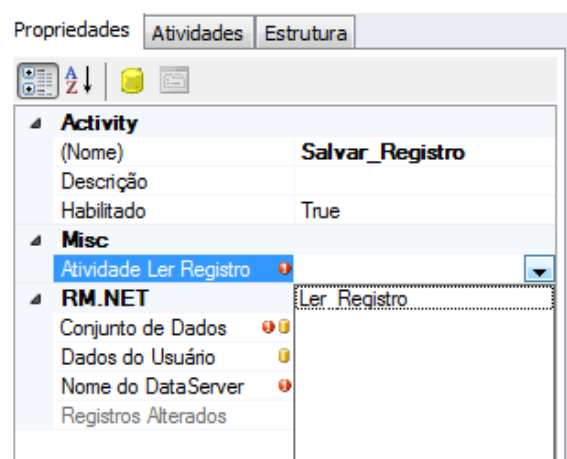 Propriedades Atividades Estrutura
Activity
(Nome) Salvar_Registro
Descrição
Habilitado True
Misc
Atividade Ler Registro
RM.NET Ler_Registro
Conjunto de Dados
Dados do Usuário
Nome do DataServer
Registros Alterados